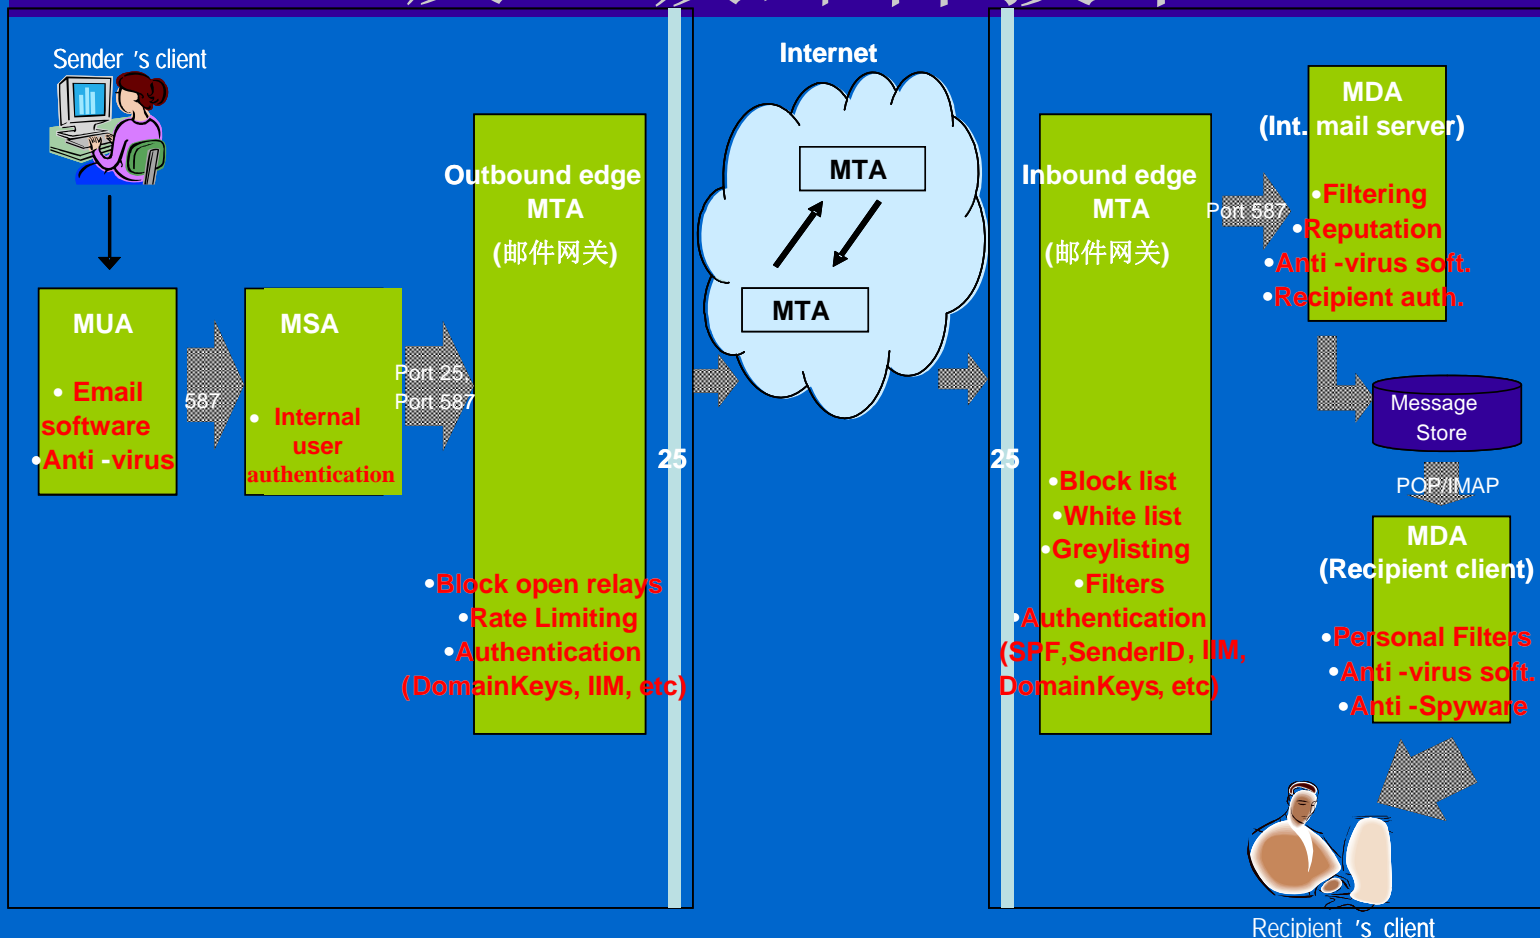 Sender 's client
MUA
• Email
software
•Anti -virus
587
MSA
• Internal
user
authentication
Port 25,
Port 587
Outbound edge
MTA
(邮件网关)
•Block open relays
•Rate Limiting
•Authentication
(DomainKeys, IIM, etc)
25
Internet
MTA
MTA
25
Inbound edge
MTA
(邮件网关)
•Block list
•White list
•Greylisting
•Filters
•Authentication
(SPF,SenderID, IIM,
DomainKeys, etc)
Port 587
MDA
(Int. mail server)
•Filtering
•Reputation
•Anti -virus soft.
•Recipient auth.
Message
Store
POP/IMAP
MDA
(Recipient client)
•Personal Filters
•Anti -virus soft.
•Anti -Spyware
Recipient 's client